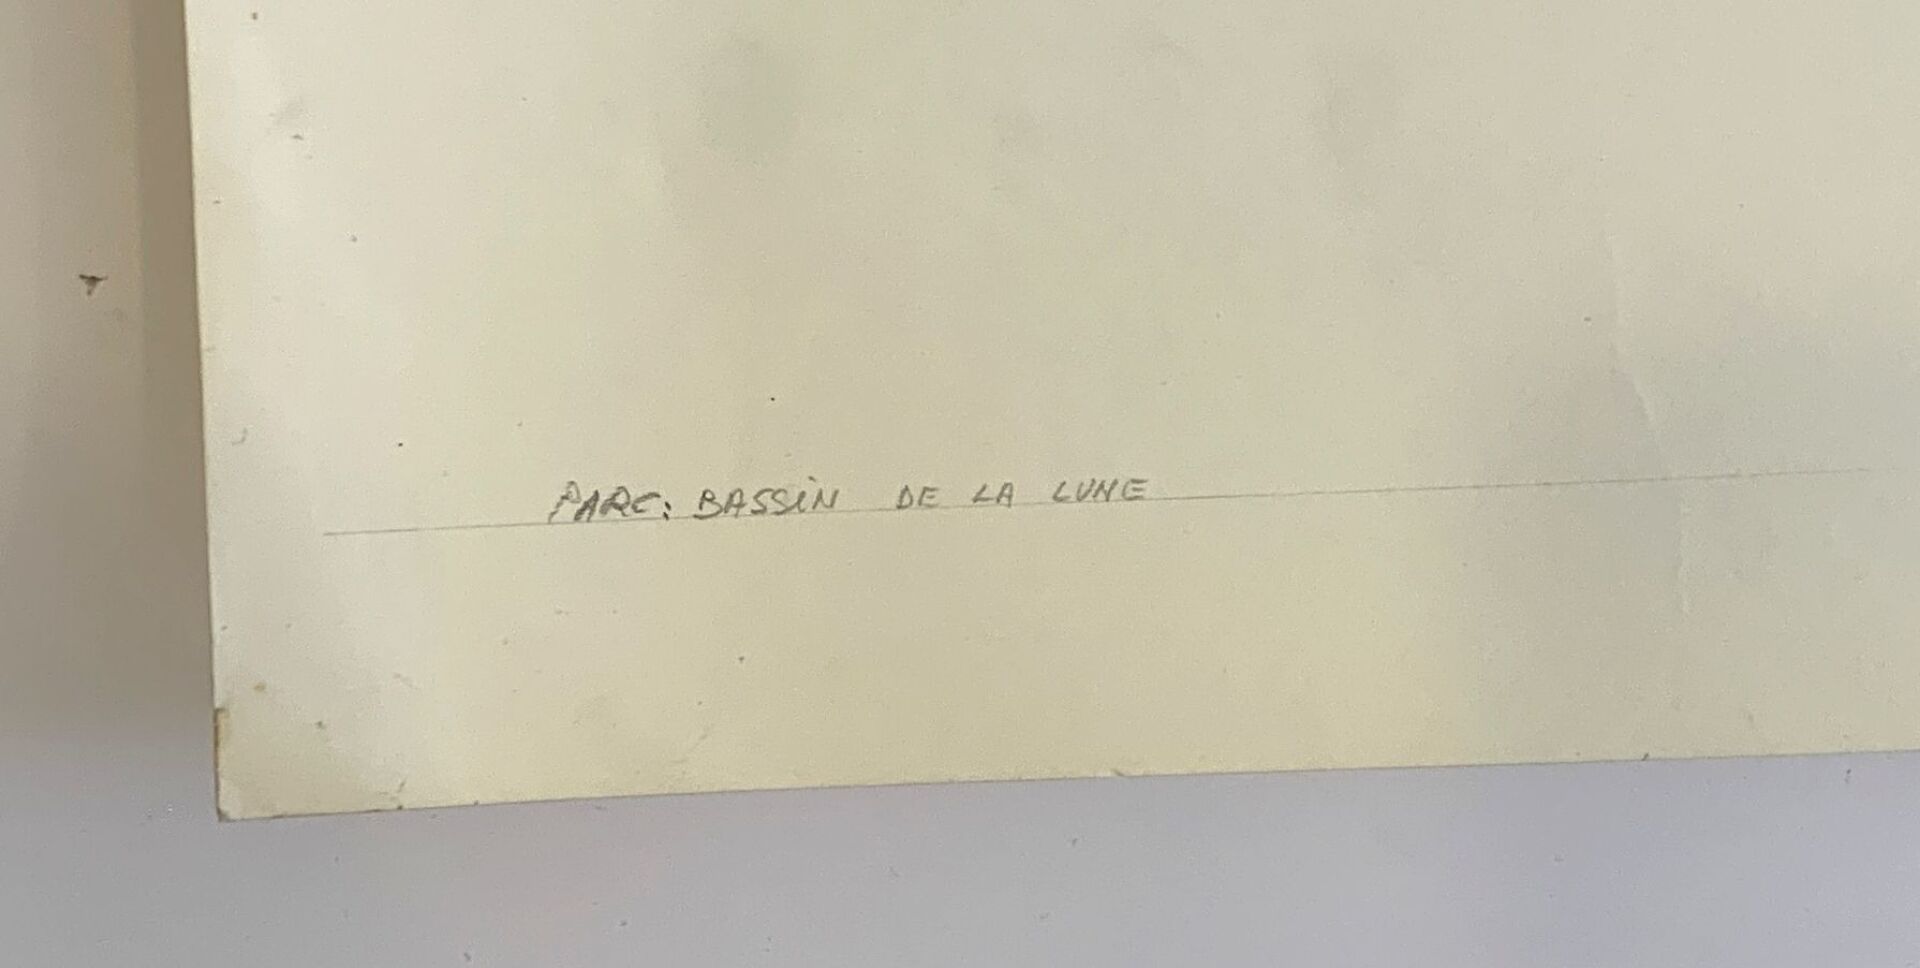 PARC: BASSiN DE LA LUNE